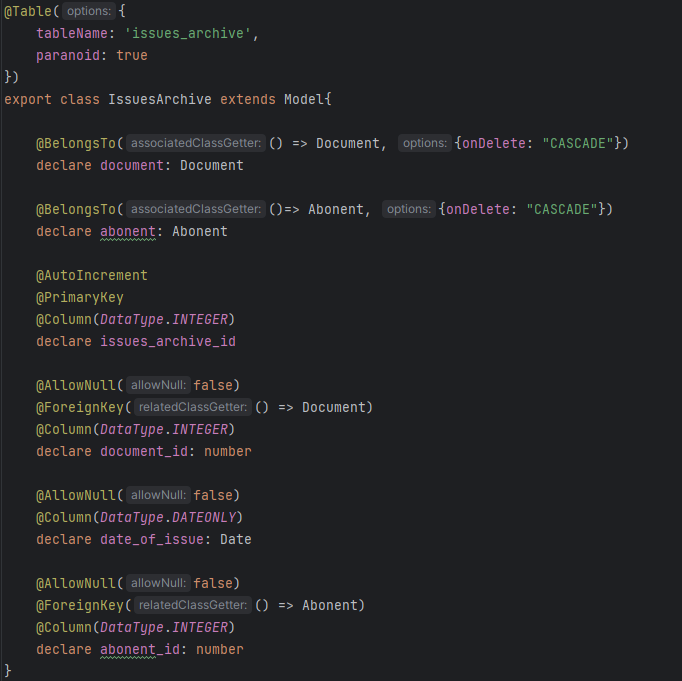 @Table( options: {
    tableName: 'issues_archive',
    paranoid: true
})
export class IssuesArchive extends Model{
    @BelongsTo( associatedClassGetter: () => Document, options: {onDelete: "CASCADE"})
    declare document: Document
    @BelongsTo( associatedClassGetter: ()=> Abonent, options: {onDelete: "CASCADE"})
    declare abonent: Abonent
    @AutoIncrement
    @PrimaryKey
    @Column(DataType.INTEGER)
    declare issues_archive_id
    @AllowNull( allowNull: false)
    @ForeignKey( relatedClassGetter: () => Document)
    @Column(DataType.INTEGER)
    declare document_id: number
    @AllowNull( allowNull: false)
    @Column(DataType.DATEONLY)
    declare date_of_issue: Date
    @AllowNull( allowNull: false)
    @ForeignKey( relatedClassGetter: () => Abonent)
    @Column(DataType.INTEGER)
    declare abonent_id: number
}